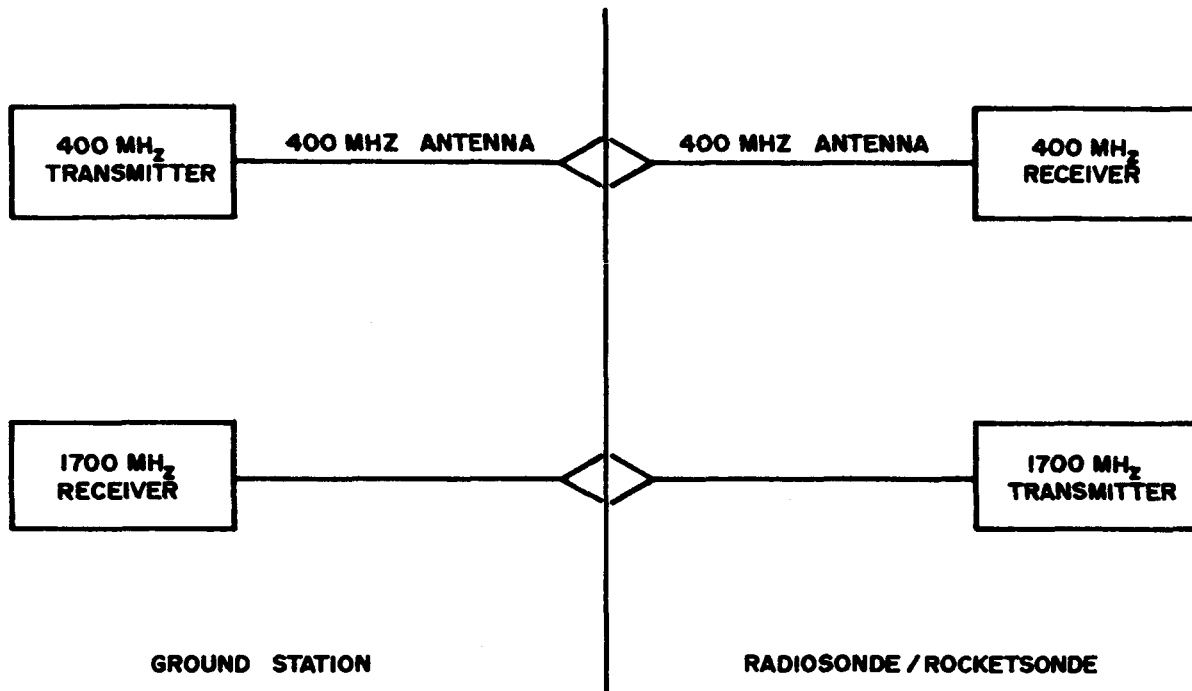 400 MHZ
TRANSMITTER
400 MHZ ANTENNA
400 MHZ ANTENNA
400 MHZ
RECEIVER
1700 MHZ
RECEIVER
1700 MHZ
TRANSMITTER
GROUND STATION
RADIOSONDE / ROCKETSONDE